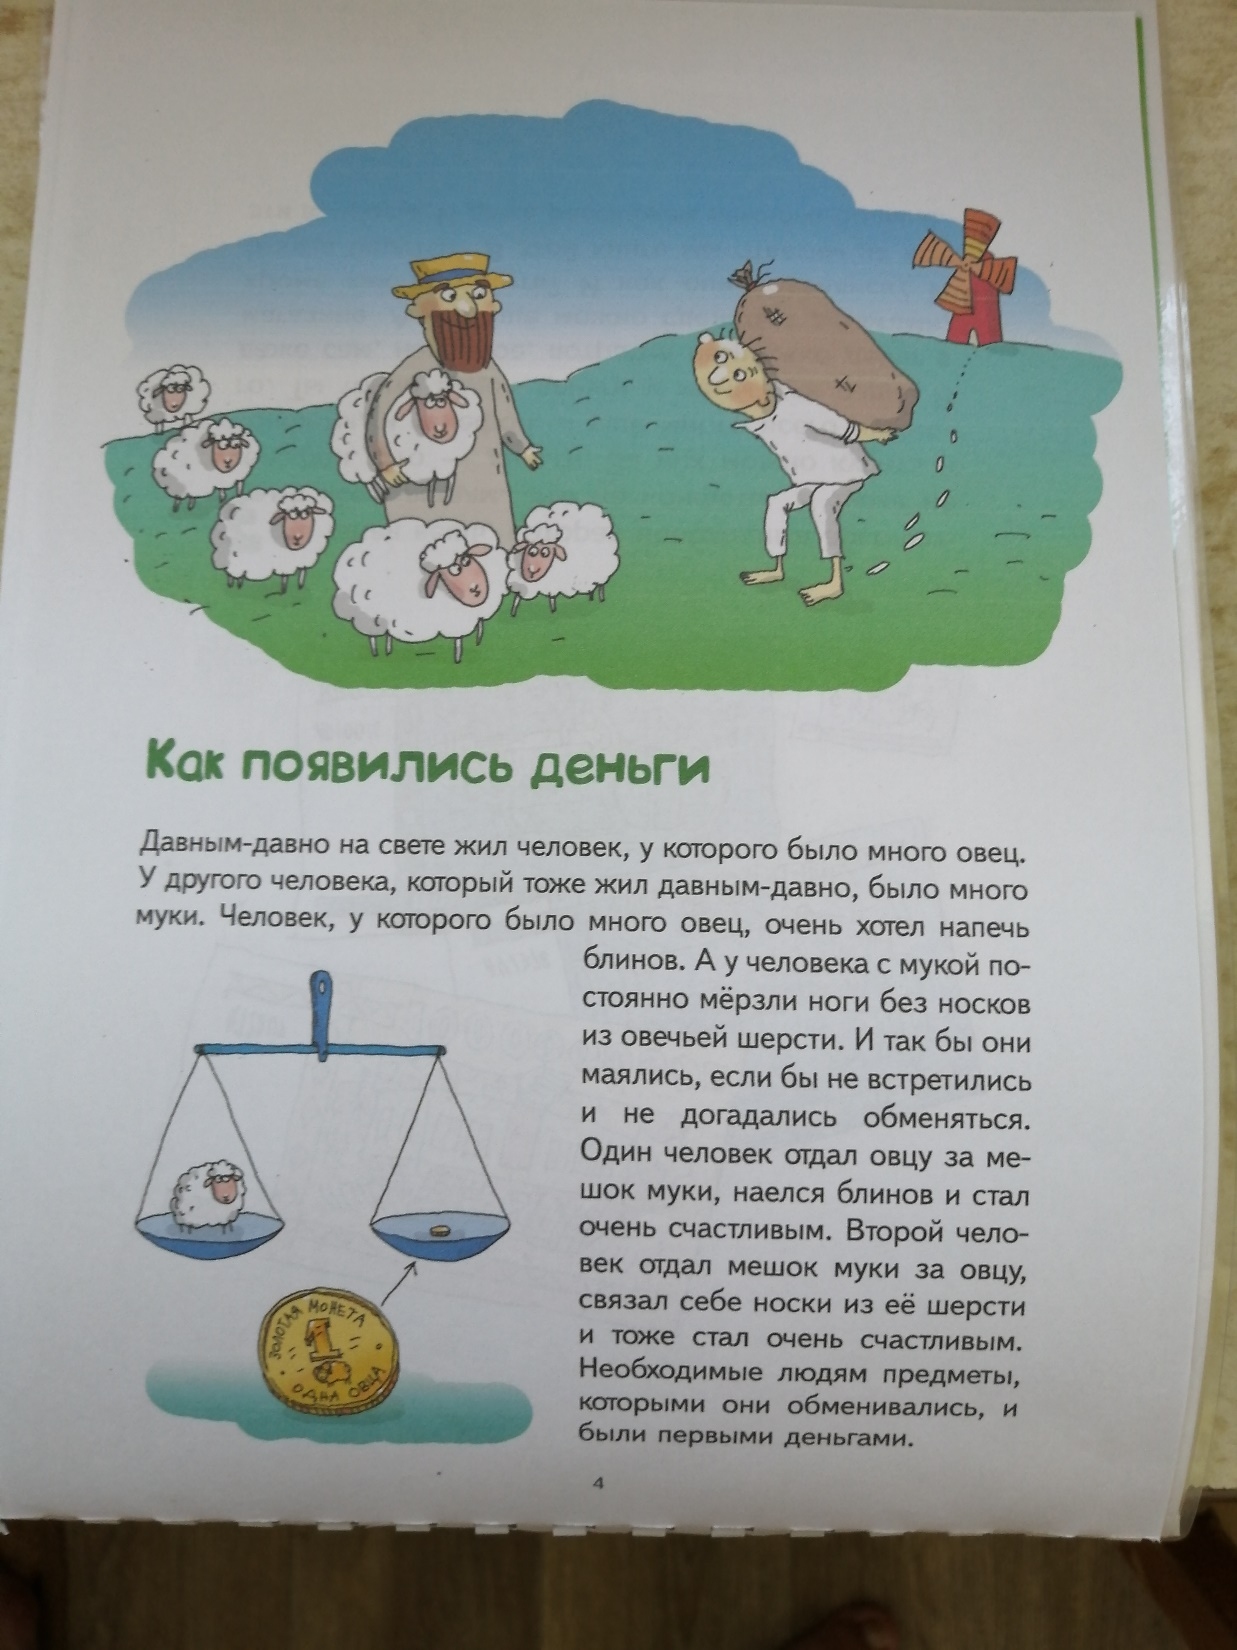 Как появились деньги
Давным-давно на свете жил человек, у которого было много овец.
У другого человека, который тоже жил давным-давно, было много
муки. Человек, у которого было много овец, очень хотел напечь
блинов. А у человека с мукой по-
стоянно мёрзли ноги без носков
из овечьей шерсти. И так бы они
маялись, если бы не встретились
и не догадались обменяться.
Один человек отдал овцу за ме-
шок муки, наелся блинов и стал
очень счастливым. Второй чело-
век отдал мешок муки за овцу,
связал себе носки из её шерсти
и тоже стал очень счастливым.
Необходимые людям предметы,
которыми они обменивались, и
были первыми деньгами.
ЗОЛОТАЯ МОНЕТА
1
ОДНА ОВЦА
4